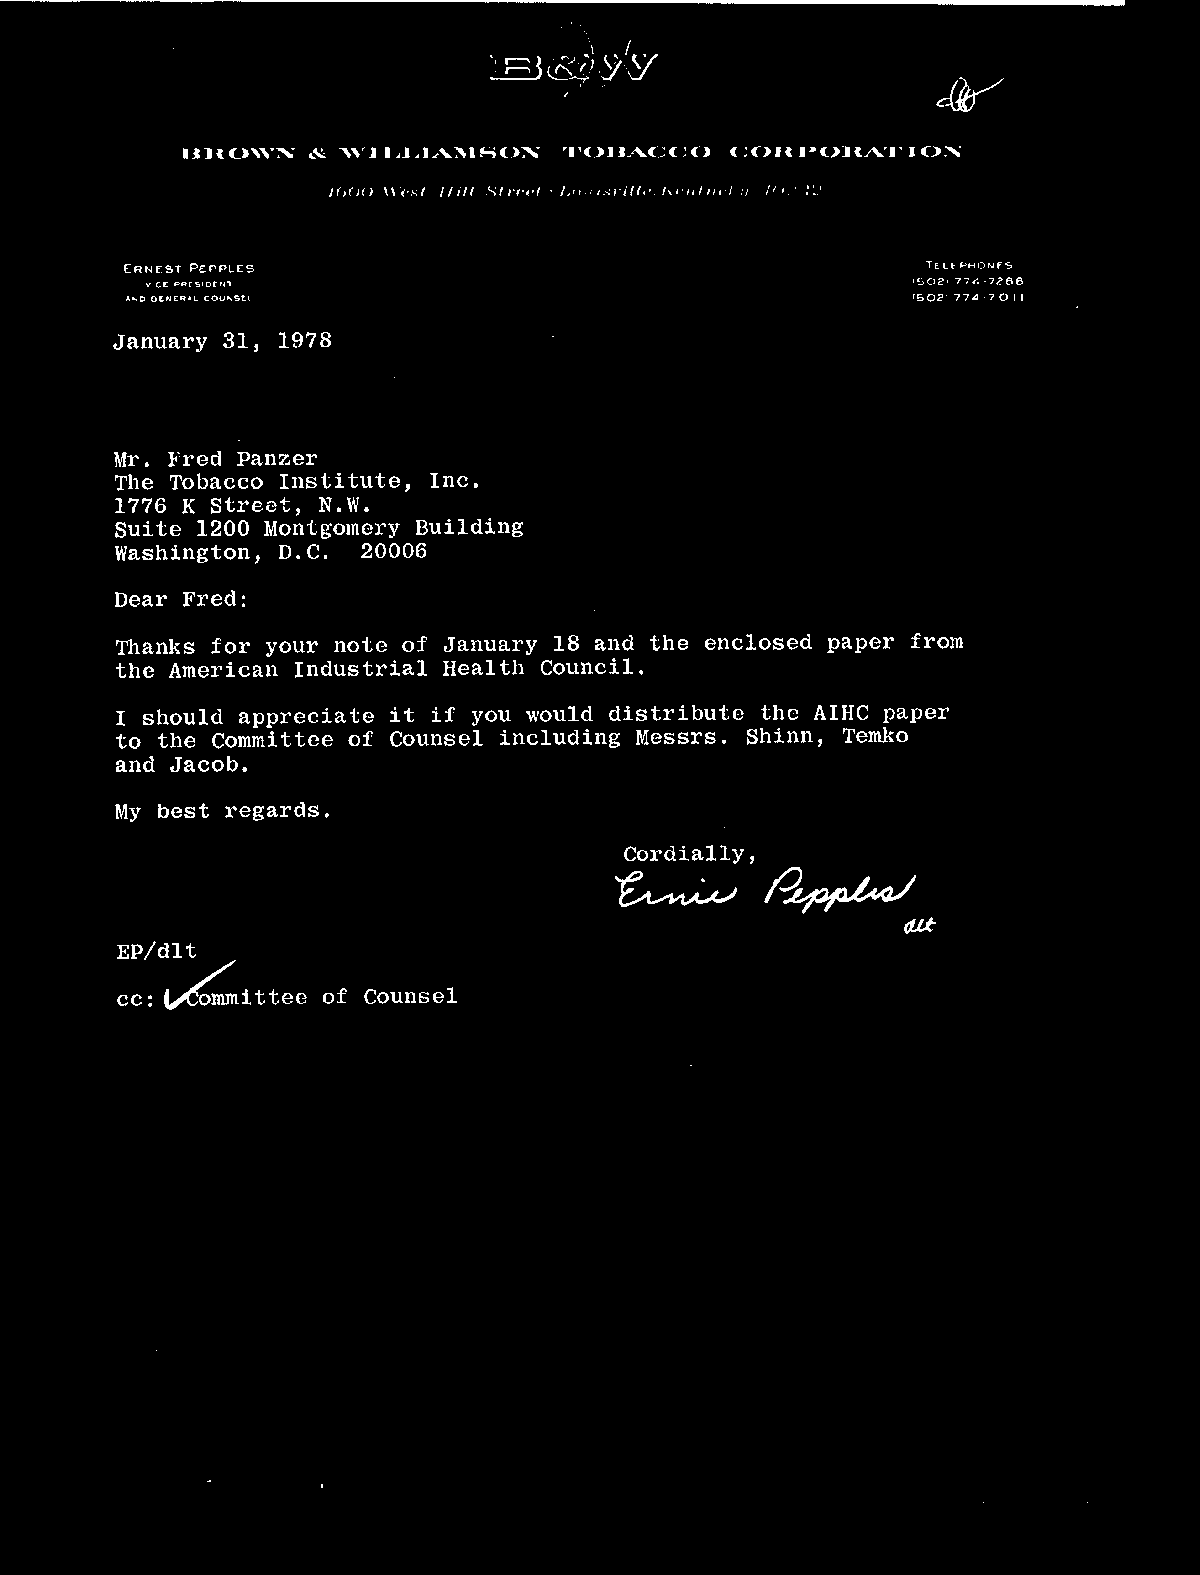 B&W
BROWN & WILLIAMSON TOBACCO CORPORATION
1600 West Hill Street · Louisville, Kentucky
ERNEST PEPPLES
VICE PRESIDENT
AND GENERAL COUNSEL
TELEPHONES
(502) 774-7266
(502) 774-7011
January 31, 1978
Mr. Fred Panzer
The Tobacco Institute, Inc.
1776 K Street, N.W.
Suite 1200 Montgomery Building
Washington, D.C. 20006
Dear Fred:
Thanks for your note of January 18 and the enclosed paper from
the American Industrial Health Council.
I should appreciate it if you would distribute the AIHC paper
to the Committee of Counsel including Messrs. Shinn, Temko
and Jacob.
My best regards.
Cordially,
Ernie Pepples
dlt
EP/dlt
cc: Committee of Counsel